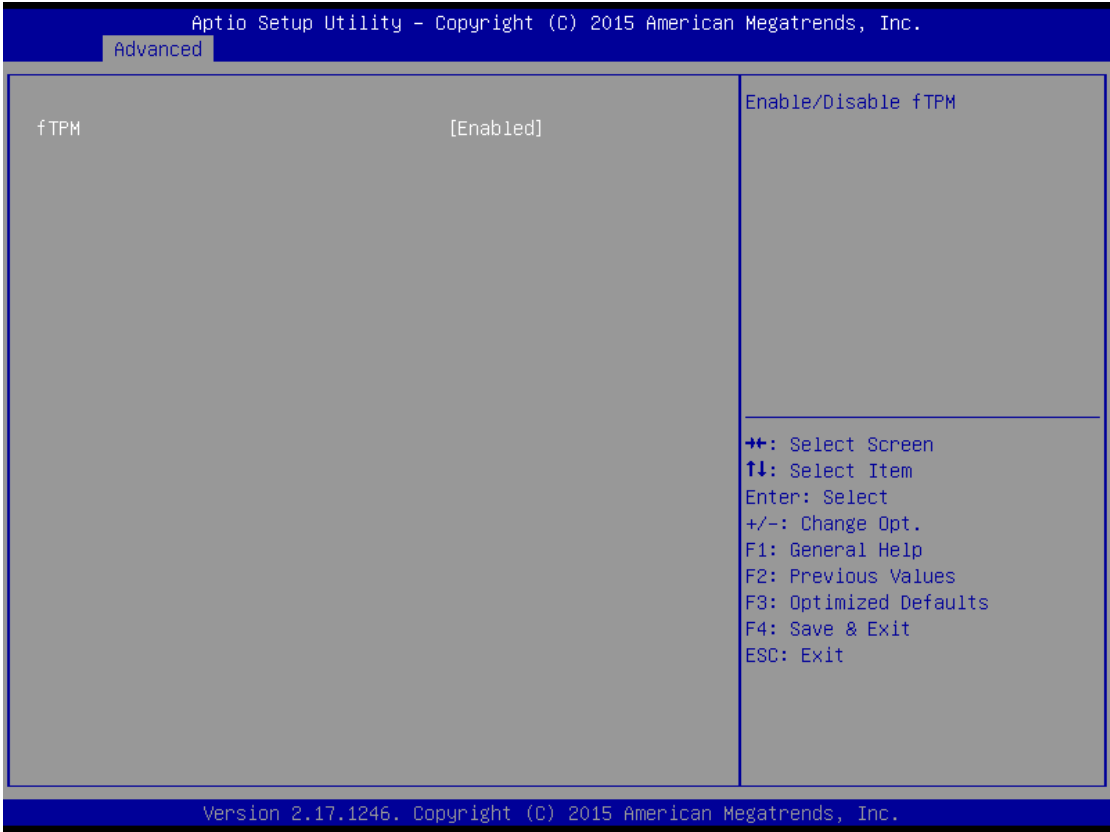 Aptio Setup Utility – Copyright (C) 2015 American Megatrends, Inc.
Advanced
Enable/Disable fTPM
fTPM [Enabled]
→←: Select Screen
↑↓: Select Item
Enter: Select
+/-: Change Opt.
F1: General Help
F2: Previous Values
F3: Optimized Defaults
F4: Save & Exit
ESC: Exit
Version 2.17.1246. Copyright (C) 2015 American Megatrends, Inc.